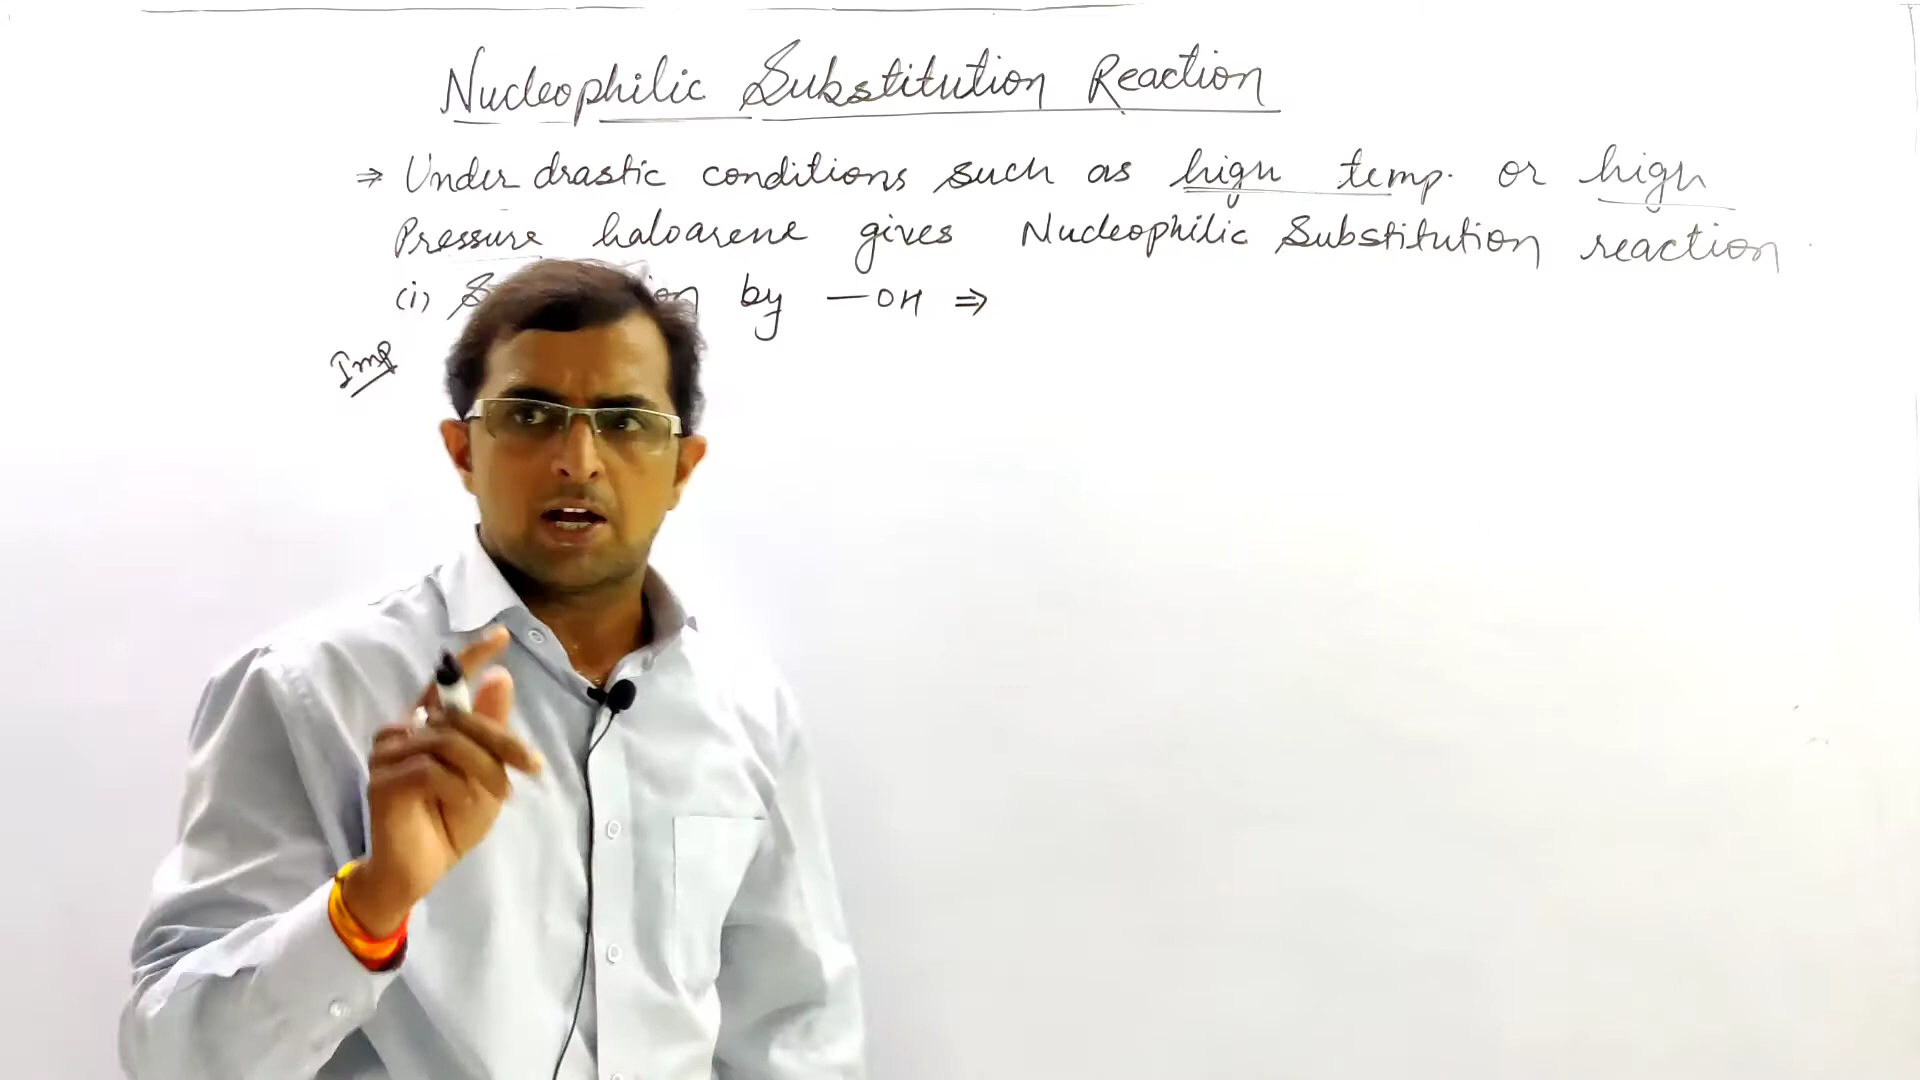 Nucleophilic Substitution Reaction
⇒ Under drastic conditions such as high temp. or high
Pressure haloarene gives Nucleophilic Substitution reaction
(i) by —OH ⇒
Imp